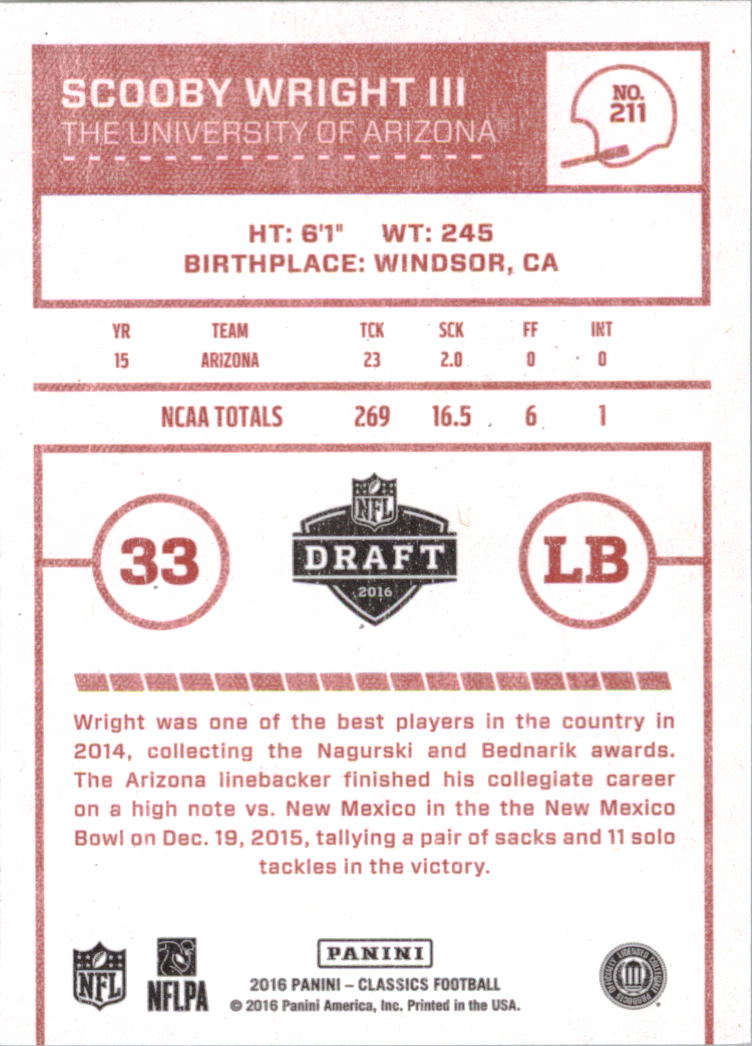 SCOOBY WRIGHT III
THE UNIVERSITY OF ARIZONA
NO.
211
HT: 6'1" WT: 245
BIRTHPLACE: WINDSOR, CA
YR TEAM TCK SCK FF INT
15 ARIZONA 23 2.0 0 0
NCAA TOTALS 269 16.5 6 1
33
NFL
DRAFT
2016
LB
Wright was one of the best players in the country in
2014, collecting the Nagurski and Bednarik awards.
The Arizona linebacker finished his collegiate career
on a high note vs. New Mexico in the the New Mexico
Bowl on Dec. 19, 2015, tallying a pair of sacks and 11 solo
tackles in the victory.
NFL
NFLPA
PANINI
2016 PANINI – CLASSICS FOOTBALL
© 2016 Panini America, Inc. Printed in the USA.
OFFICIALLY LICENSED COLLEGIATE PRODUCTS